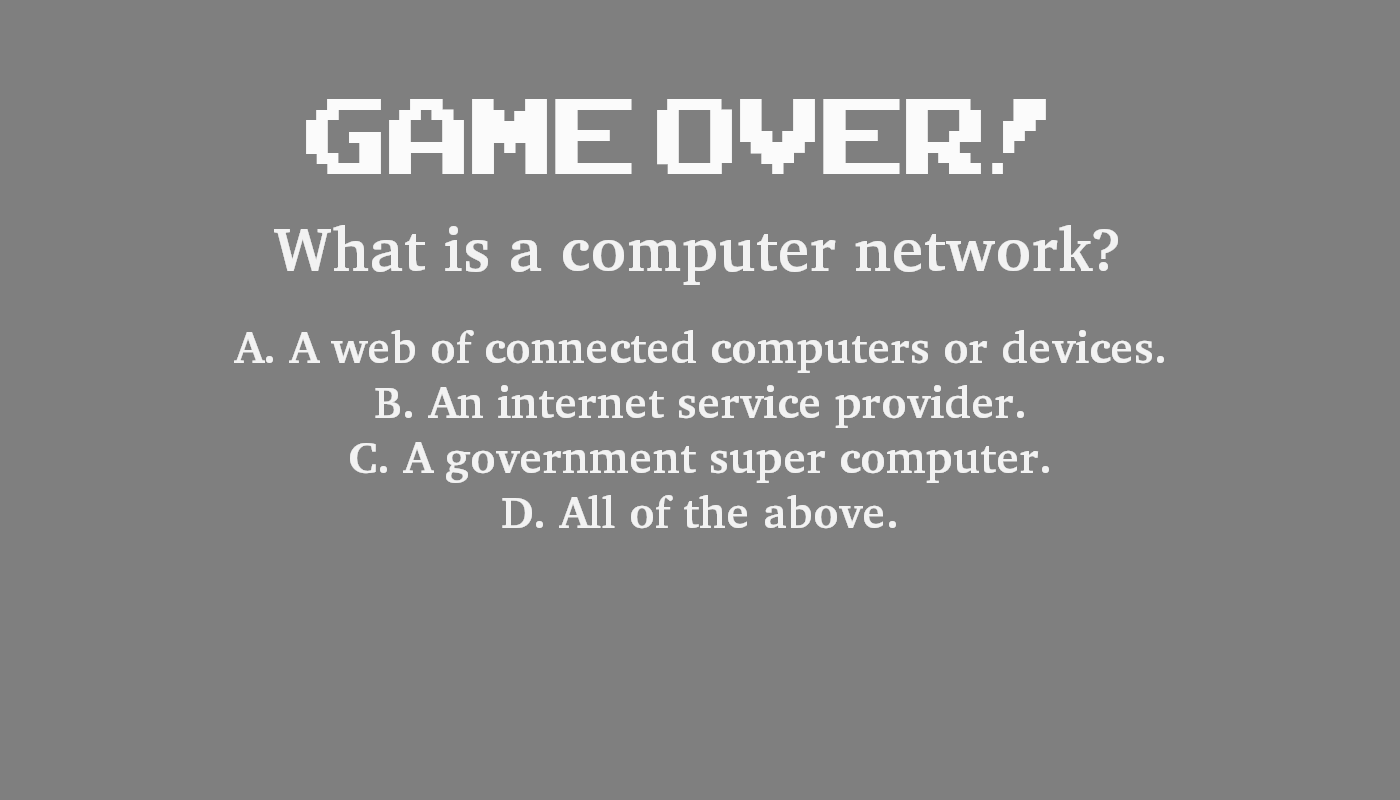 GAME OVER!
What is a computer network?
A. A web of connected computers or devices.
B. An internet service provider.
C. A government super computer.
D. All of the above.